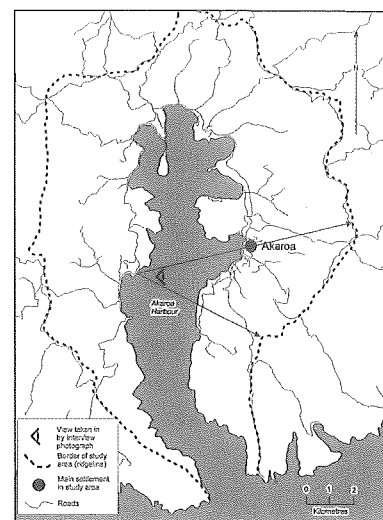 N
Akaroa
Akaroa
Harbour
View taken in
by interview
photograph
Border of study
area (ridgeline)
Main settlement
in study area
Roads
0 1 2
Kilometres